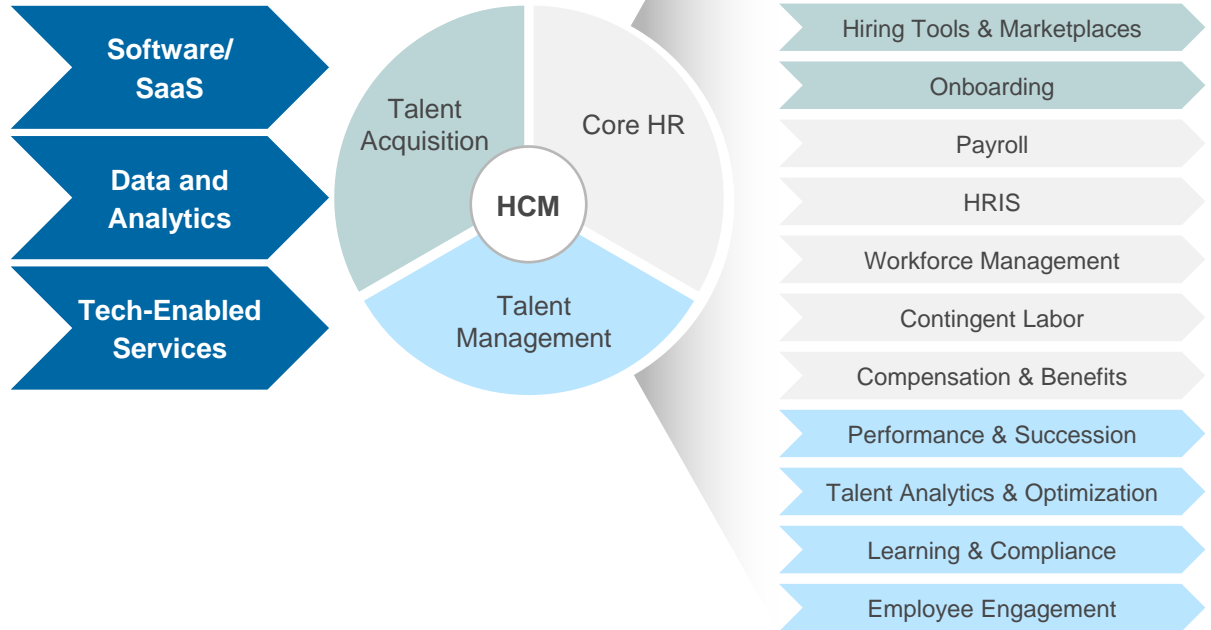 Software/
SaaS
Data and
Analytics
Tech-Enabled
Services
Talent
Acquisition
Core HR
HCM
Talent
Management
Hiring Tools & Marketplaces
Onboarding
Payroll
HRIS
Workforce Management
Contingent Labor
Compensation & Benefits
Performance & Succession
Talent Analytics & Optimization
Learning & Compliance
Employee Engagement